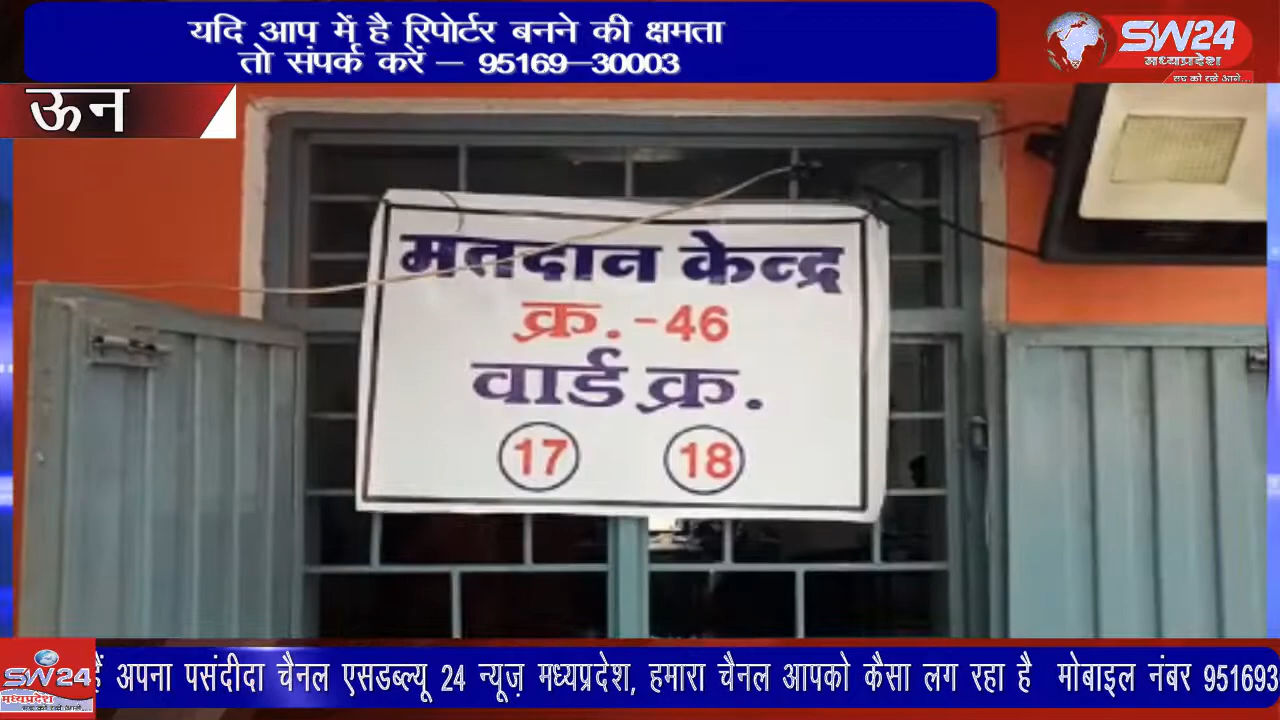 यदि आप में है रिपोर्टर बनने की क्षमता
तो संपर्क करें – 95169–30003
SW24
मध्यप्रदेश
ऊन
मतदान केन्द्र
क्र.-46
वार्ड क्र.
17 18
SW24
मध्यप्रदेश
हैं अपना पसंदीदा चैनल एसडब्ल्यू 24 न्यूज़ मध्यप्रदेश, हमारा चैनल आपको कैसा लग रहा है मोबाइल नंबर 951693